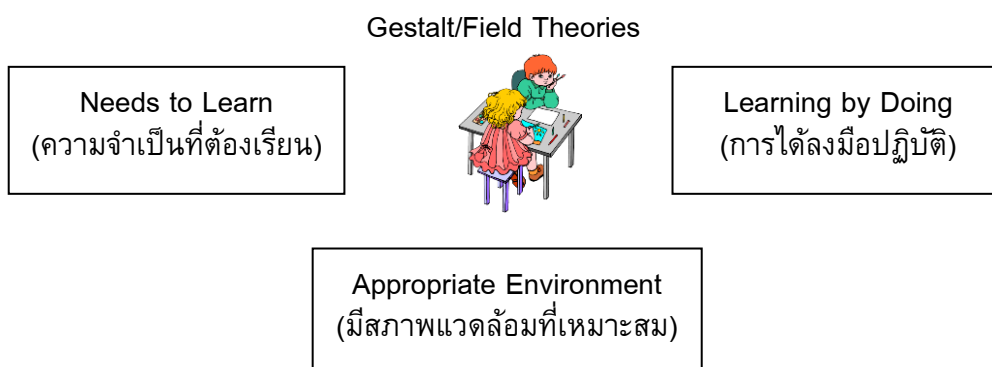 Gestalt/Field Theories
Needs to Learn
(ความจำเป็นที่ต้องเรียน)
Learning by Doing
(การได้ลงมือปฏิบัติ)
Appropriate Environment
(มีสภาพแวดล้อมที่เหมาะสม)